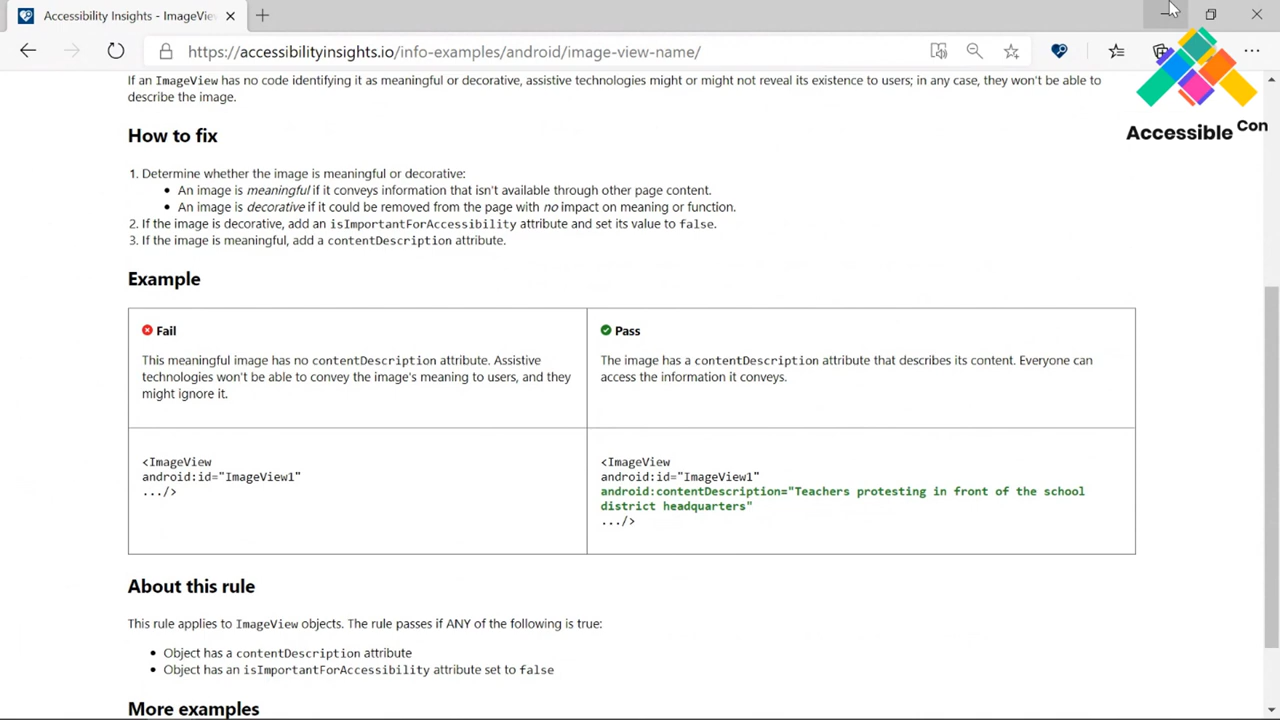 Accessibility Insights - ImageVie
https://accessibilityinsights.io/info-examples/android/image-view-name/
Accessible Con
If an ImageView has no code identifying it as meaningful or decorative, assistive technologies might or might not reveal its existence to users; in any case, they won't be able to
describe the image.
How to fix
1. Determine whether the image is meaningful or decorative:
• An image is meaningful if it conveys information that isn't available through other page content.
• An image is decorative if it could be removed from the page with no impact on meaning or function.
2. If the image is decorative, add an isImportantForAccessibility attribute and set its value to false.
3. If the image is meaningful, add a contentDescription attribute.
Example
Fail
This meaningful image has no contentDescription attribute. Assistive
technologies won't be able to convey the image's meaning to users, and they
might ignore it.
Pass
The image has a contentDescription attribute that describes its content. Everyone can
access the information it conveys.
<ImageView
android:id="ImageView1"
.../>
<ImageView
android:id="ImageView1"
android:contentDescription="Teachers protesting in front of the school
district headquarters"
.../>
About this rule
This rule applies to ImageView objects. The rule passes if ANY of the following is true:
• Object has a contentDescription attribute
• Object has an isImportantForAccessibility attribute set to false
More examples